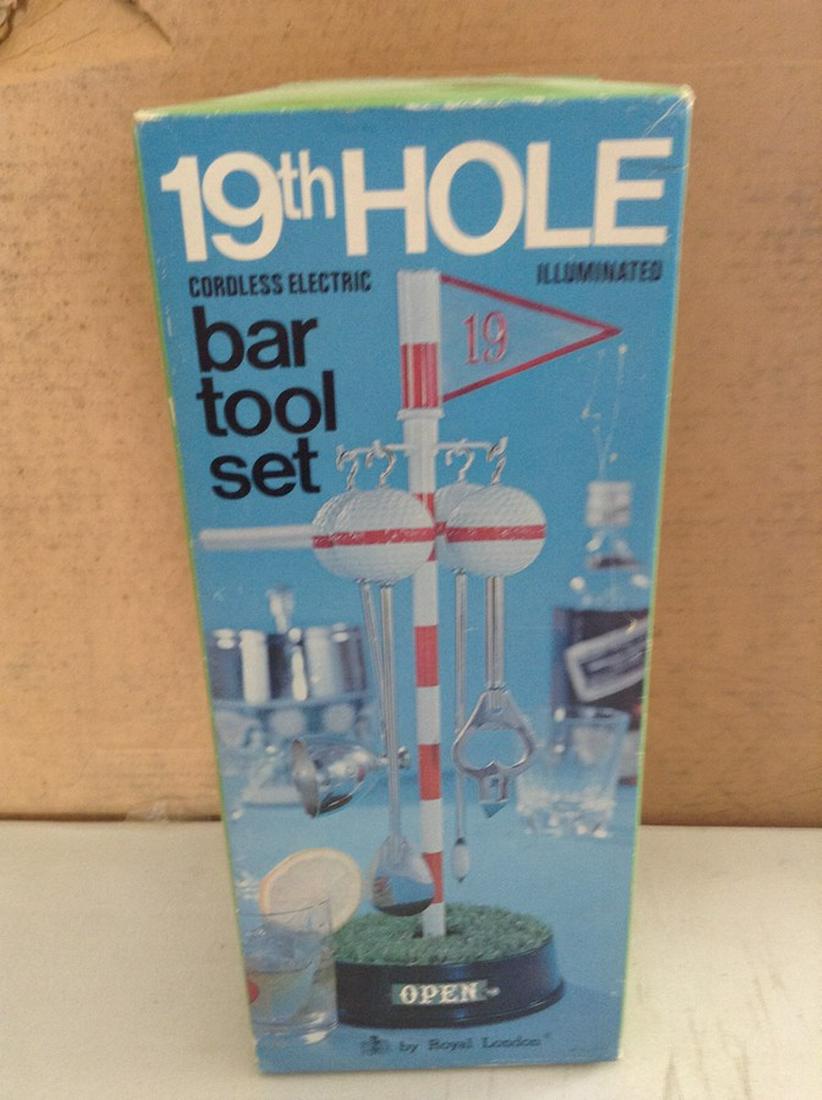 19th HOLE
CORDLESS ELECTRIC
ILLUMINATED
bar
tool
set
19
OPEN
by Royal London